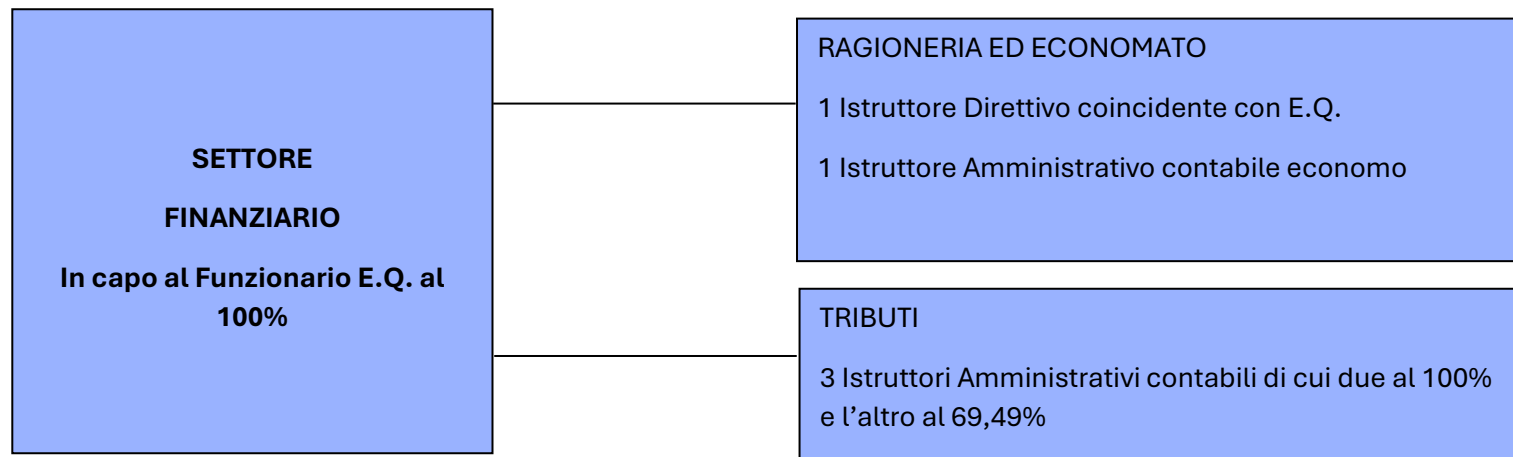 SETTORE
FINANZIARIO
In capo al Funzionario E.Q. al
100%
RAGIONERIA ED ECONOMATO
1 Istruttore Direttivo coincidente con E.Q.
1 Istruttore Amministrativo contabile economo
TRIBUTI
3 Istruttori Amministrativi contabili di cui due al 100%
e l’altro al 69,49%